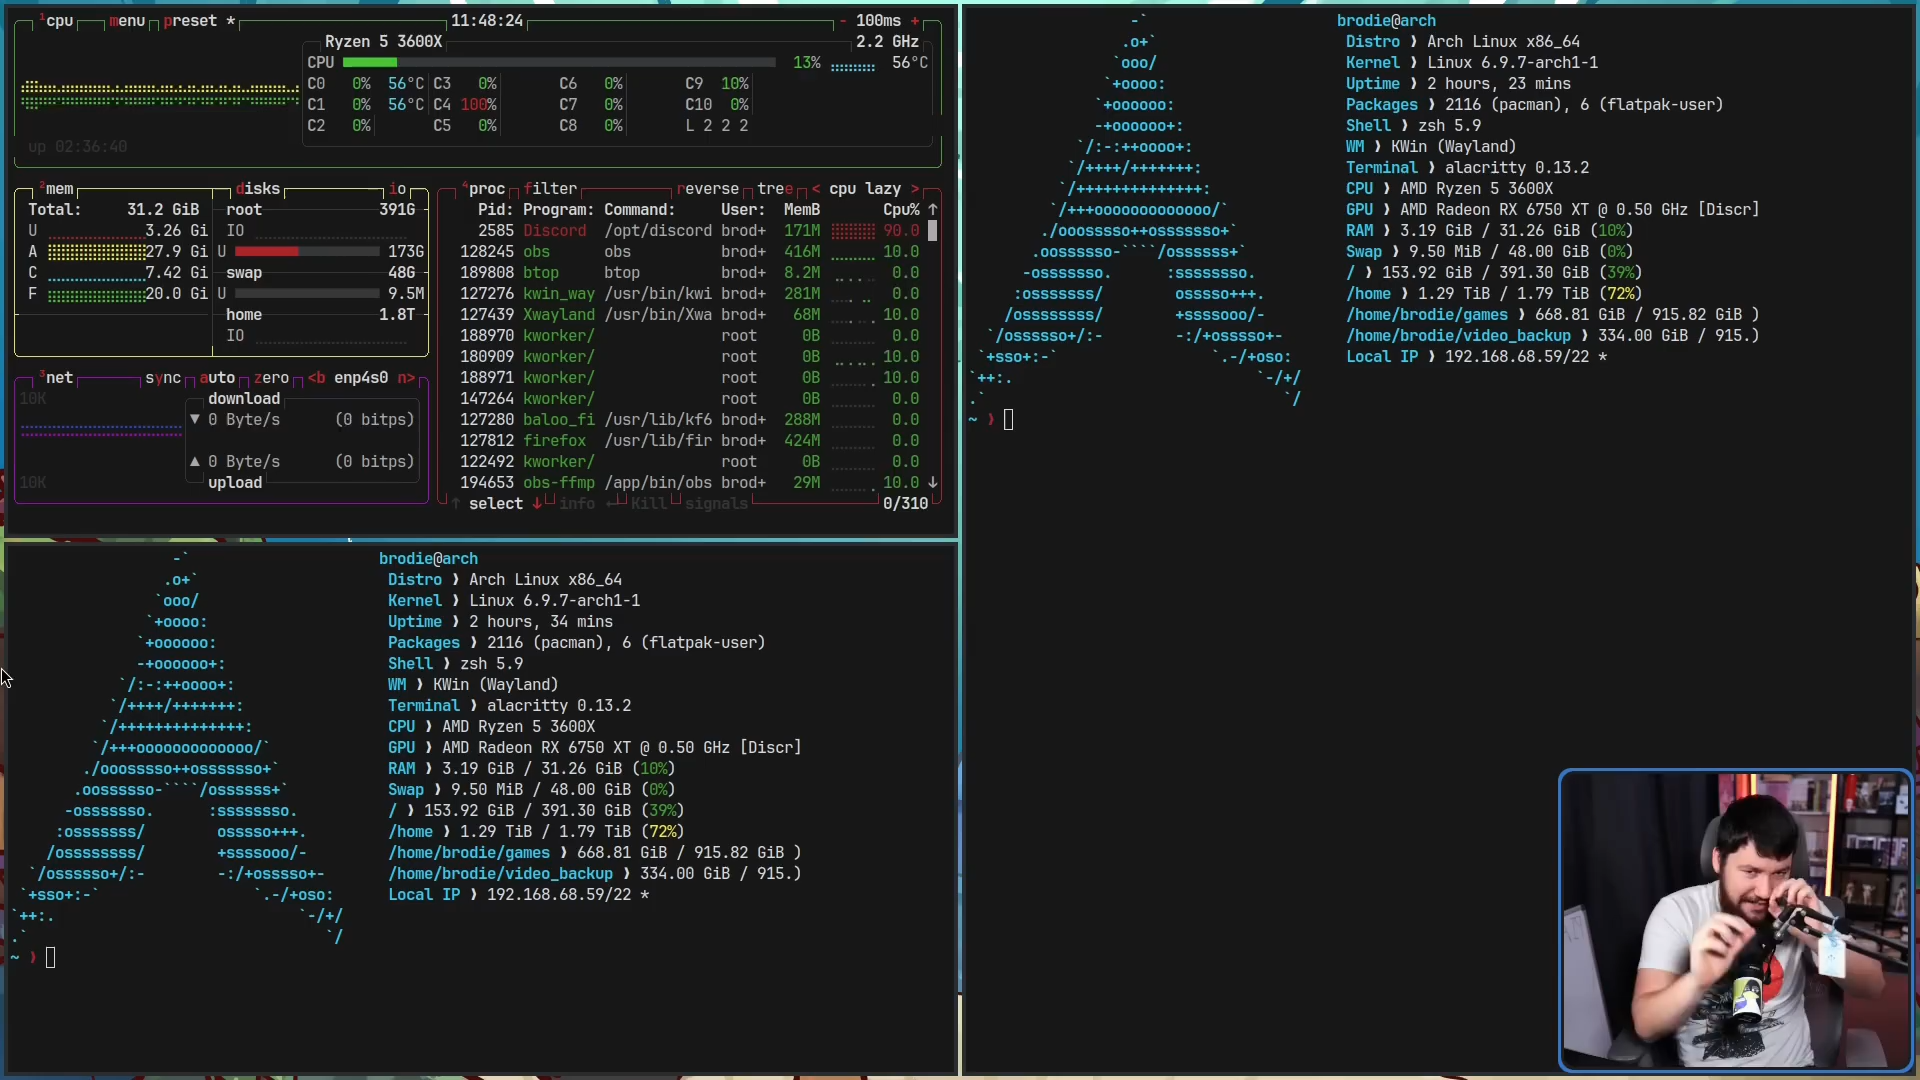 ¹cpu menu preset * 11:48:24 - 100ms +
Ryzen 5 3600X 2.2 GHz
CPU 13% 56°C
C0 0% 56°C C3 0% C6 0% C9 10%
C1 0% 56°C C4 100% C7 0% C10 0%
C2 0% C5 0% C8 0% L 2 2 2
up 02:36:40
²mem disks io
Total: 31.2 GiB root 391G
U 3.26 Gi IO
A 27.9 Gi U 173G
C 7.42 Gi swap 48G
F 20.0 Gi U 9.5M
home 1.8T
IO
³net sync auto zero <b enp4s0 n>
10K download
▼ 0 Byte/s (0 bitps)
▲ 0 Byte/s (0 bitps)
10K upload
⁴proc filter reverse tree < cpu lazy >
Pid: Program: Command: User: MemB Cpu% ↑
2585 Discord /opt/discord brod+ 171M 90.0
128245 obs obs brod+ 416M 10.0
189808 btop btop brod+ 8.2M 0.0
127276 kwin_way /usr/bin/kwi brod+ 281M 0.0
127439 Xwayland /usr/bin/Xwa brod+ 68M 10.0
188970 kworker/ root 0B 0.0
180909 kworker/ root 0B 10.0
188971 kworker/ root 0B 10.0
147264 kworker/ root 0B 0.0
127280 baloo_fi /usr/lib/kf6 brod+ 288M 0.0
127812 firefox /usr/lib/fir brod+ 424M 0.0
122492 kworker/ root 0B 0.0
194653 obs-ffmp /app/bin/obs brod+ 29M 10.0 ↓
↑ select ↓ info ↵ Kill signals 0/310
brodie@arch
Distro ❯ Arch Linux x86_64
Kernel ❯ Linux 6.9.7-arch1-1
Uptime ❯ 2 hours, 23 mins
Packages ❯ 2116 (pacman), 6 (flatpak-user)
Shell ❯ zsh 5.9
WM ❯ KWin (Wayland)
Terminal ❯ alacritty 0.13.2
CPU ❯ AMD Ryzen 5 3600X
GPU ❯ AMD Radeon RX 6750 XT @ 0.50 GHz [Discr]
RAM ❯ 3.19 GiB / 31.26 GiB (10%)
Swap ❯ 9.50 MiB / 48.00 GiB (0%)
/ ❯ 153.92 GiB / 391.30 GiB (39%)
/home ❯ 1.29 TiB / 1.79 TiB (72%)
/home/brodie/games ❯ 668.81 GiB / 915.82 GiB )
/home/brodie/video_backup ❯ 334.00 GiB / 915.)
Local IP ❯ 192.168.68.59/22 *
~ ❯
brodie@arch
Distro ❯ Arch Linux x86_64
Kernel ❯ Linux 6.9.7-arch1-1
Uptime ❯ 2 hours, 34 mins
Packages ❯ 2116 (pacman), 6 (flatpak-user)
Shell ❯ zsh 5.9
WM ❯ KWin (Wayland)
Terminal ❯ alacritty 0.13.2
CPU ❯ AMD Ryzen 5 3600X
GPU ❯ AMD Radeon RX 6750 XT @ 0.50 GHz [Discr]
RAM ❯ 3.19 GiB / 31.26 GiB (10%)
Swap ❯ 9.50 MiB / 48.00 GiB (0%)
/ ❯ 153.92 GiB / 391.30 GiB (39%)
/home ❯ 1.29 TiB / 1.79 TiB (72%)
/home/brodie/games ❯ 668.81 GiB / 915.82 GiB )
/home/brodie/video_backup ❯ 334.00 GiB / 915.)
Local IP ❯ 192.168.68.59/22 *
~ ❯